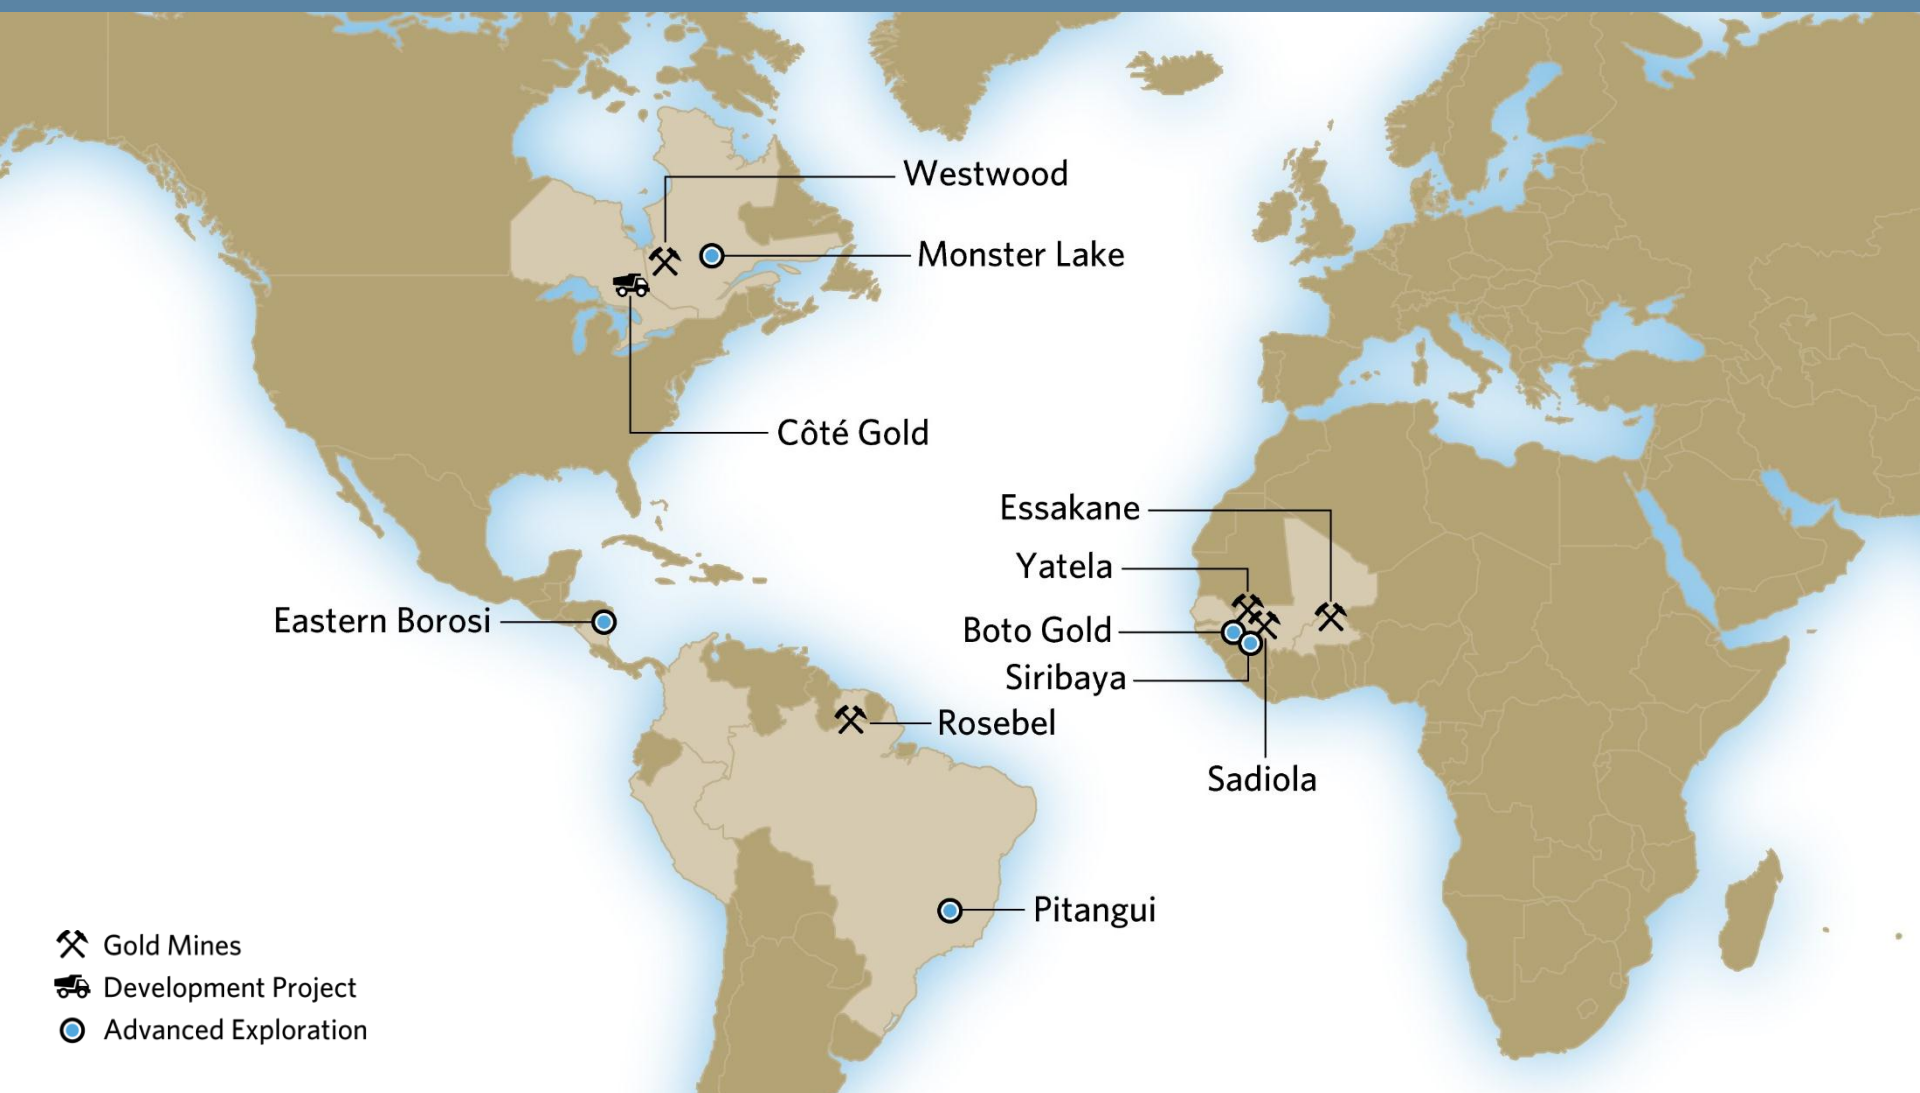 Westwood
Monster Lake
Côté Gold
Essakane
Yatela
Eastern Borosi
Boto Gold
Siribaya
Rosebel
Sadiola
Pitangui
Gold Mines
Development Project
Advanced Exploration